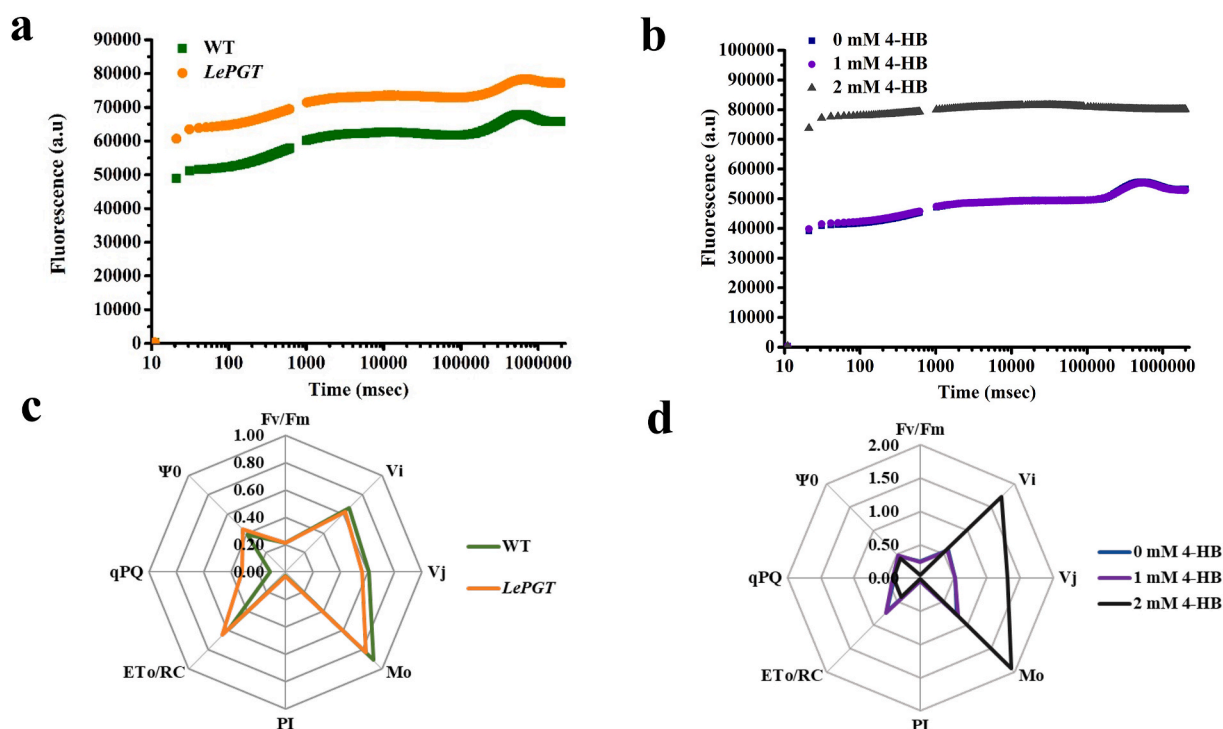 a
90000
80000
70000
60000
50000
40000
30000
20000
10000
0
Fluorescence (a.u)
WT
LePGT
10
100
1000
10000
100000
1000000
Time (msec)
b
100000
90000
80000
70000
60000
50000
40000
30000
20000
10000
0
Fluorescence (a.u)
0 mM 4-HB
1 mM 4-HB
2 mM 4-HB
10
100
1000
10000
100000
1000000
Time (msec)
c
Fv/Fm
1.00
0.80
0.60
0.40
0.20
0.00
Ψ0
Vi
qPQ
Vj
ETo/RC
Mo
PI
WT
LePGT
d
Fv/Fm
2.00
1.50
1.00
0.50
0.0
Ψ0
Vi
qPQ
Vj
ETo/RC
Mo
PI
0 mM 4-HB
1 mM 4-HB
2 mM 4-HB